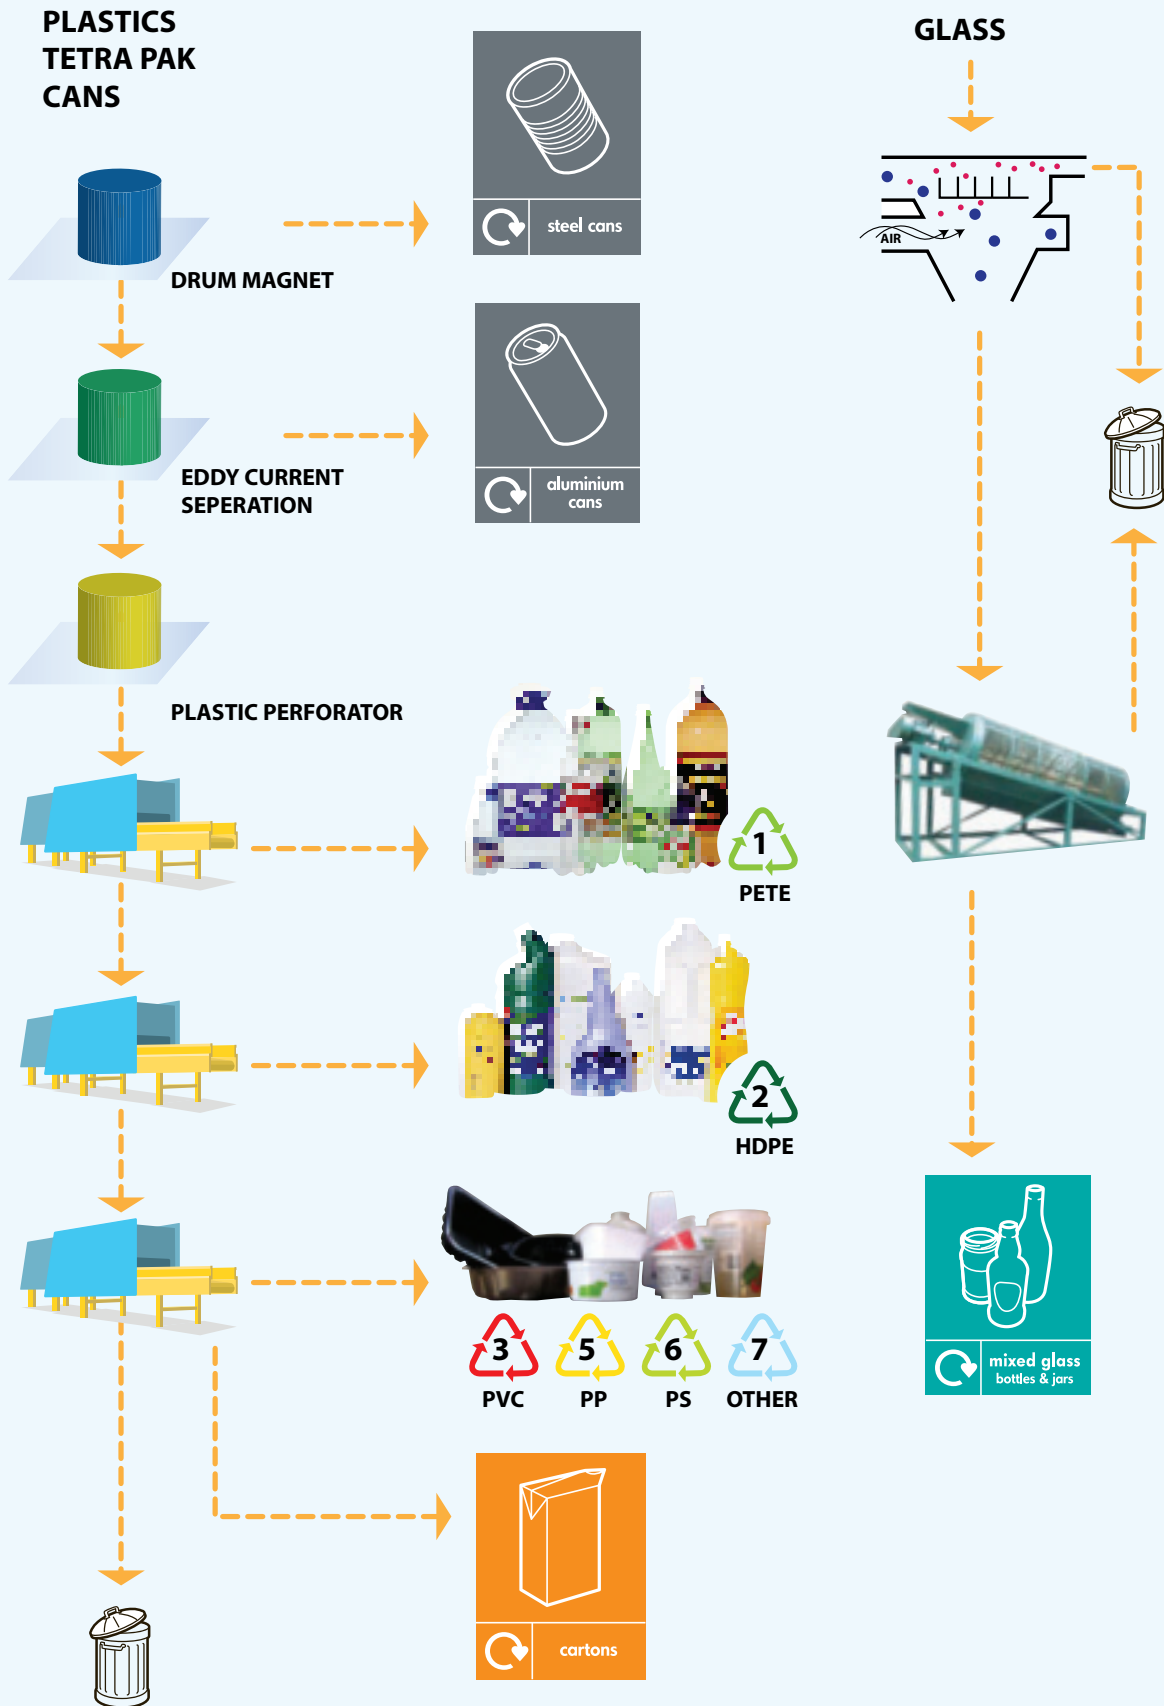 PLASTICS
TETRA PAK
CANS
steel cans
DRUM MAGNET
aluminium
cans
EDDY CURRENT
SEPERATION
PLASTIC PERFORATOR
1
PETE
2
HDPE
3
PVC
5
PP
6
PS
7
OTHER
cartons
GLASS
AIR
mixed glass
bottles & jars